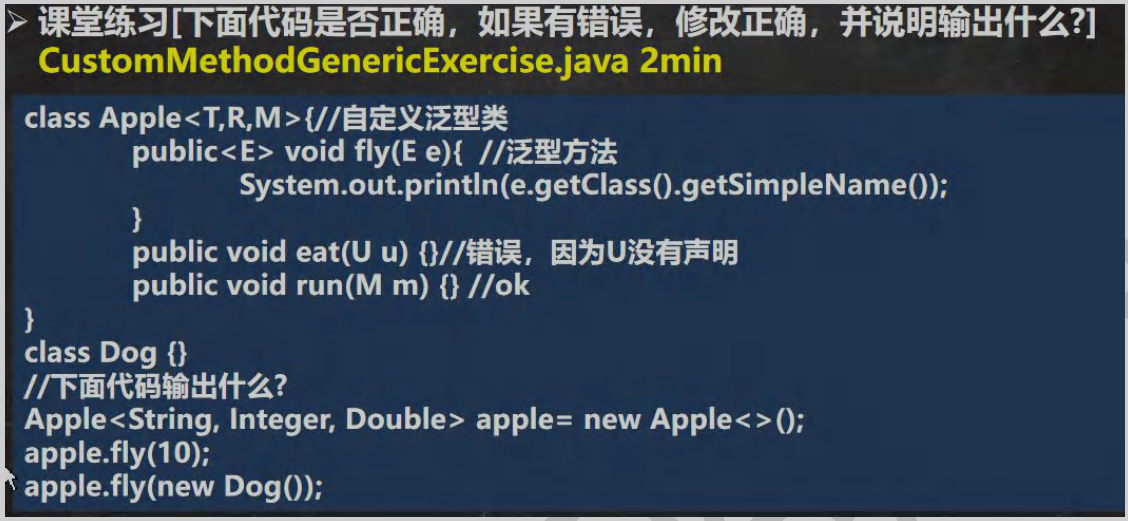 ➢ 课堂练习[下面代码是否正确，如果有错误，修改正确，并说明输出什么?]
CustomMethodGenericExercise.java 2min
class Apple<T,R,M>{//自定义泛型类
public<E> void fly(E e){ //泛型方法
System.out.println(e.getClass().getSimpleName());
}
public void eat(U u) {}//错误，因为U没有声明
public void run(M m) {} //ok
}
class Dog {}
//下面代码输出什么?
Apple<String, Integer, Double> apple= new Apple<>();
apple.fly(10);
apple.fly(new Dog());